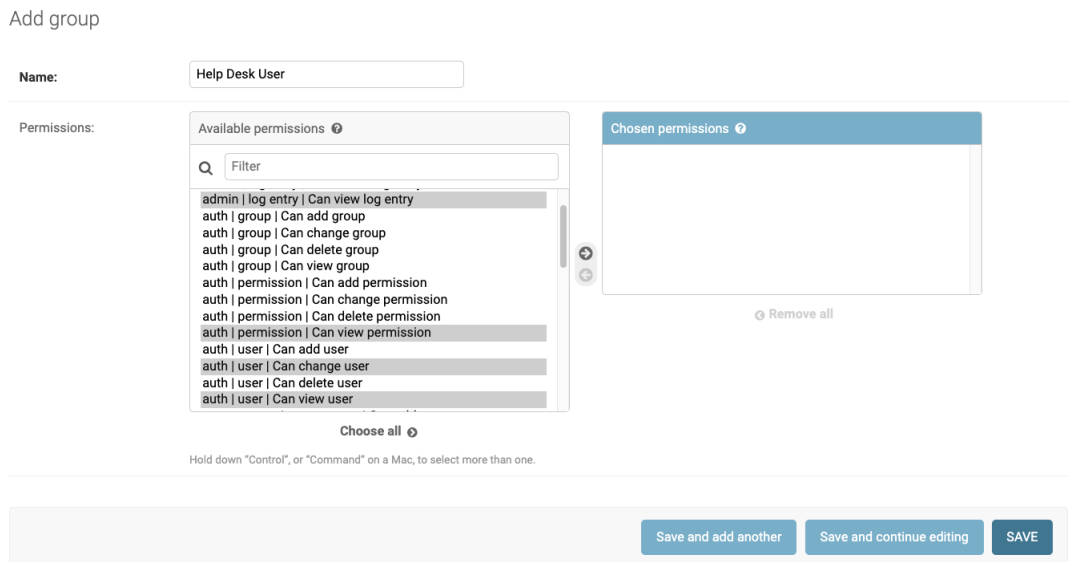 Add group
Name:
Help Desk User
Permissions:
Available permissions
Filter
admin | log entry | Can view log entry
auth | group | Can add group
auth | group | Can change group
auth | group | Can delete group
auth | group | Can view group
auth | permission | Can add permission
auth | permission | Can change permission
auth | permission | Can delete permission
auth | permission | Can view permission
auth | user | Can add user
auth | user | Can change user
auth | user | Can delete user
auth | user | Can view user
Choose all
Hold down “Control”, or “Command” on a Mac, to select more than one.
Chosen permissions
Remove all
Save and add another
Save and continue editing
SAVE